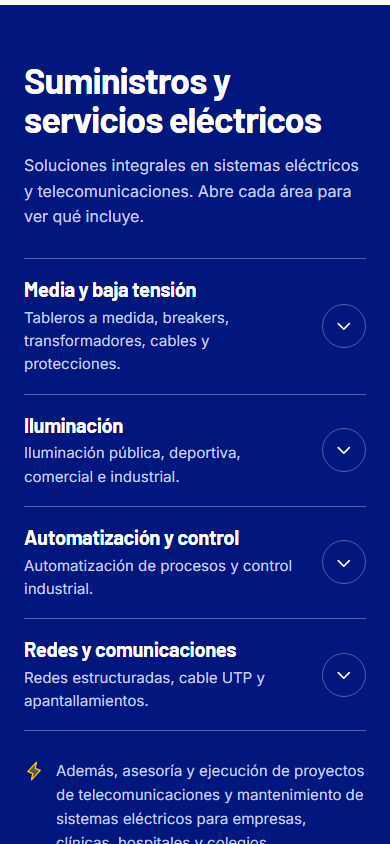 Suministros y
servicios eléctricos
Soluciones integrales en sistemas eléctricos
y telecomunicaciones. Abre cada área para
ver qué incluye.
Media y baja tensión
Tableros a medida, breakers,
transformadores, cables y
protecciones.
Iluminación
Iluminación pública, deportiva,
comercial e industrial.
Automatización y control
Automatización de procesos y control
industrial.
Redes y comunicaciones
Redes estructuradas, cable UTP y
apantallamientos.
Además, asesoría y ejecución de proyectos
de telecomunicaciones y mantenimiento de
sistemas eléctricos para empresas,
clínicas, hospitales y colegios.